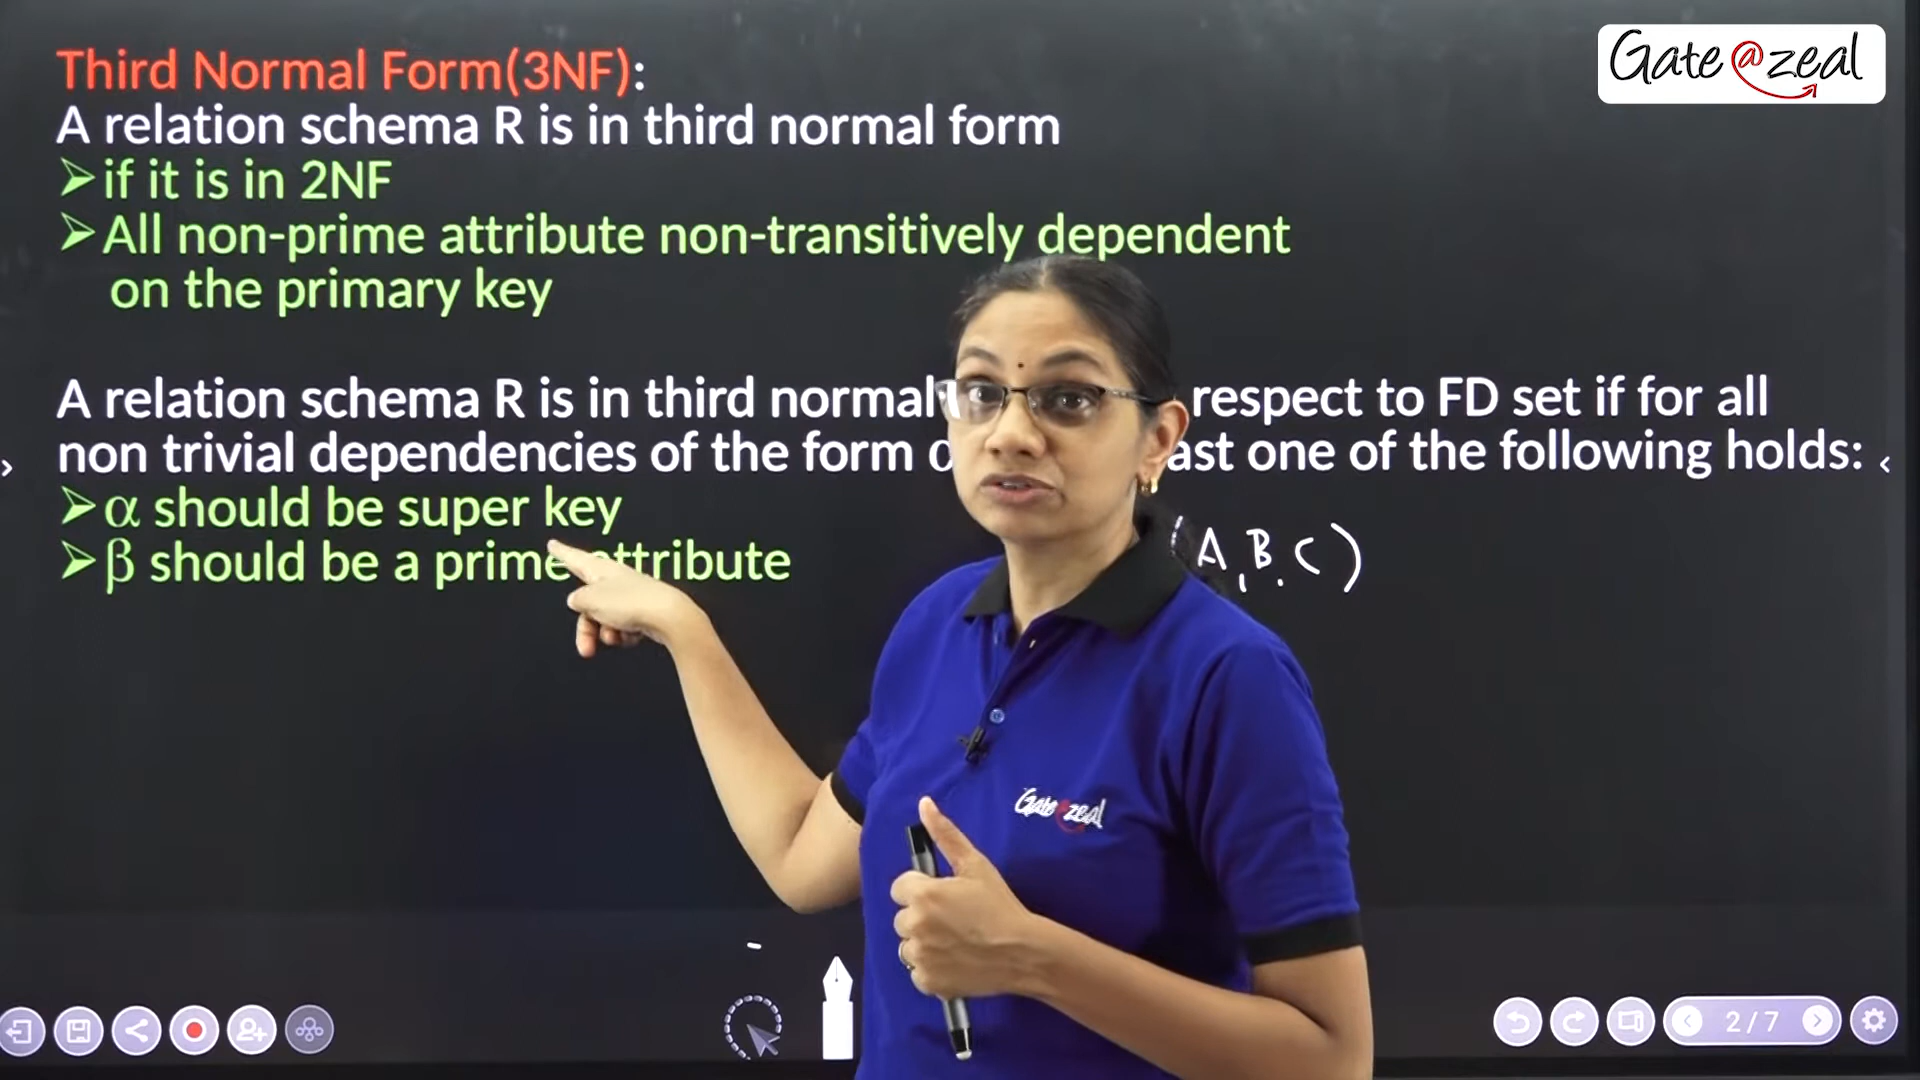 Gate@zeal
Third Normal Form(3NF):
A relation schema R is in third normal form
➢if it is in 2NF
➢All non-prime attribute non-transitively dependent
on the primary key
A relation schema R is in third normal respect to FD set if for all
non trivial dependencies of the form one of the following holds:
➢α should be super key
➢β should be a prime attribute
(A,B,C)
Gate@zeal
2/7